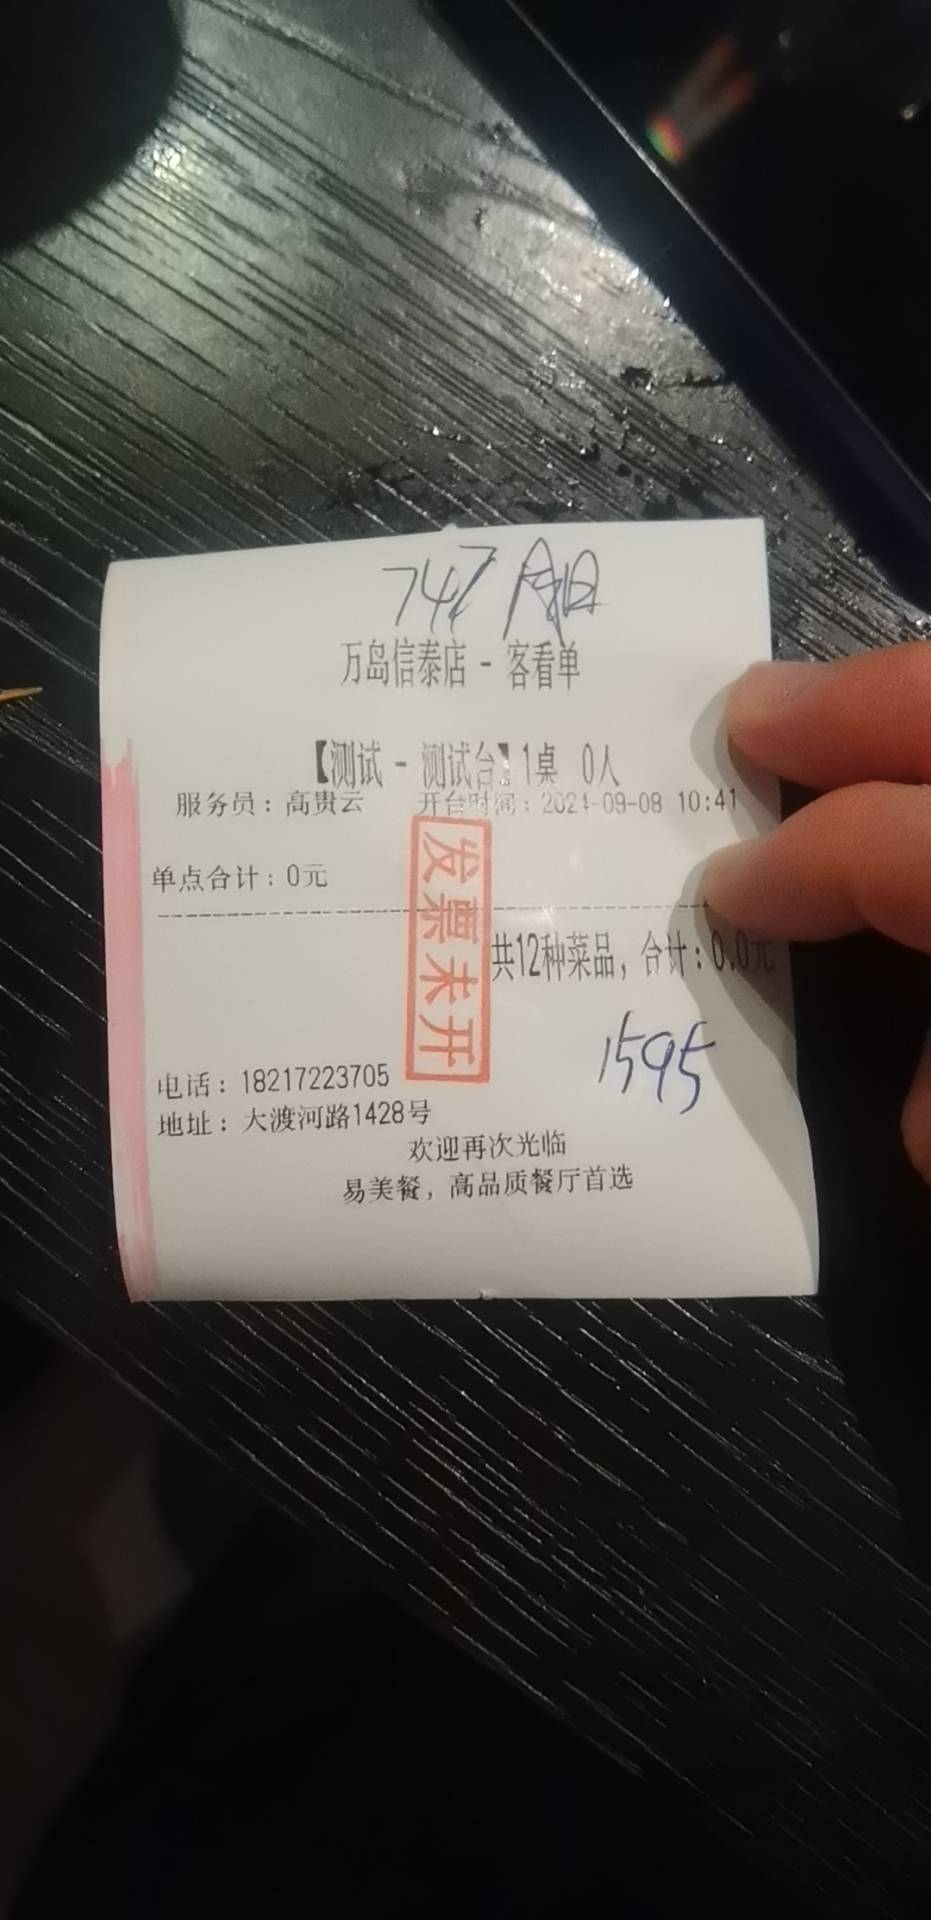 747
万岛信泰店 - 客看单
【测试 - 测试台】1桌 0人
服务员：高贵云 开台时间：2024-09-08 10:41
发票未开
单点合计：0元
共12种菜品，合计：0.0元
1595
电话：18217223705
地址：大渡河路1428号
欢迎再次光临
易美餐，高品质餐厅首选